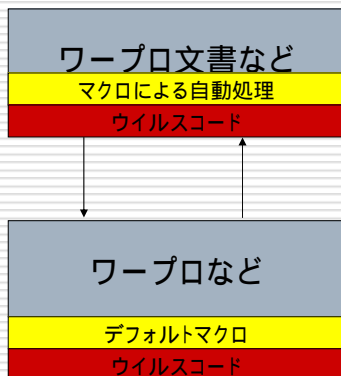 ワープロ文書など
マクロによる自動処理
ウイルスコード
ワープロなど
デフォルトマクロ
ウイルスコード